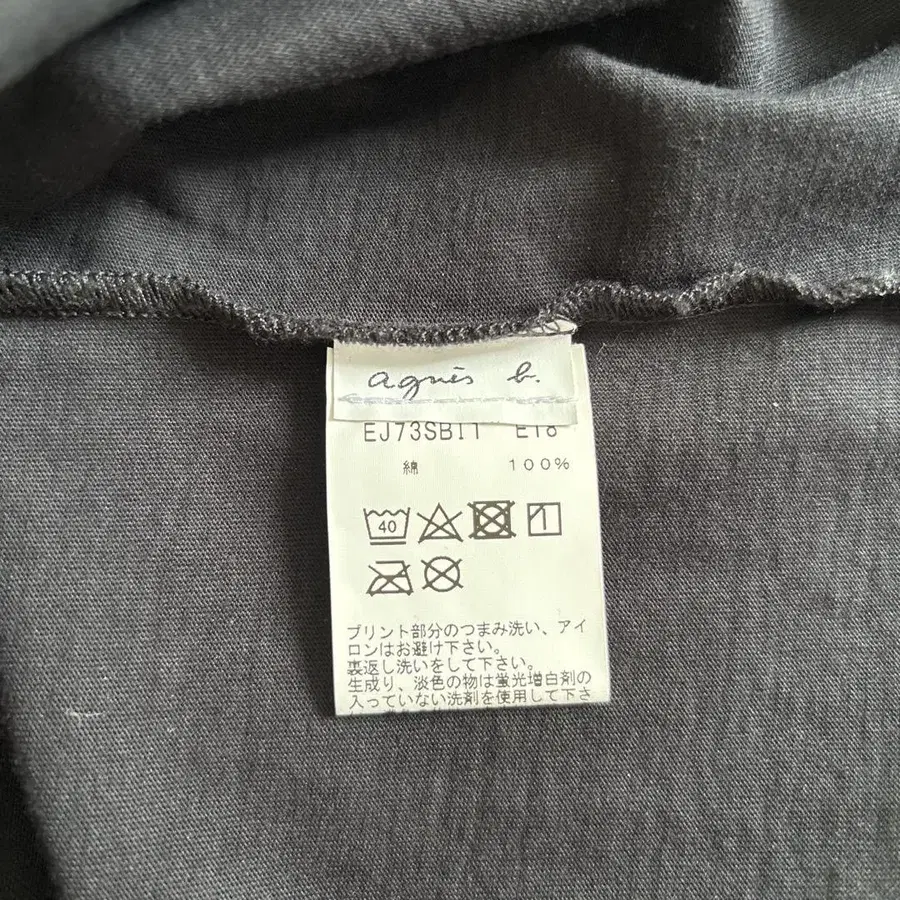 agnès b.
EJ73SBI1 E18
綿 100%
40
1
プリント部分のつまみ洗い、アイ
ロンはお避け下さい。
裏返し洗いをして下さい。
生成り、淡色の物は蛍光増白剤の
入っていない洗剤を使用して下さ